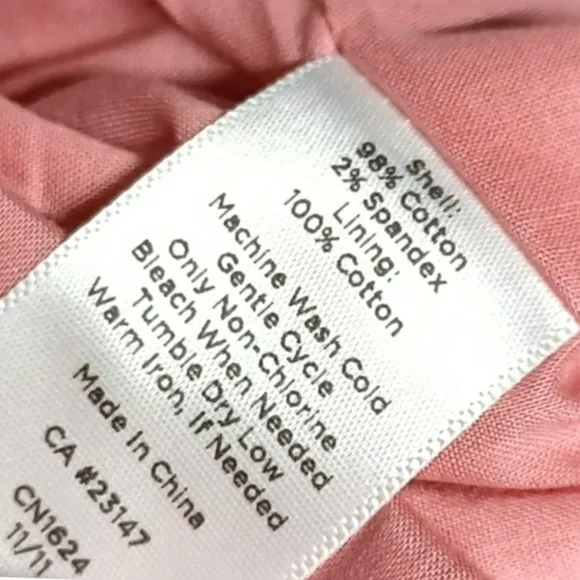 Shell:
98% Cotton
2% Spandex
Lining:
100% Cotton
Machine Wash Cold
Gentle Cycle
Only Non-Chlorine
Bleach When Needed
Tumble Dry Low
Warm Iron, If Needed
Made In China
CA #23147
CN1624
11/11